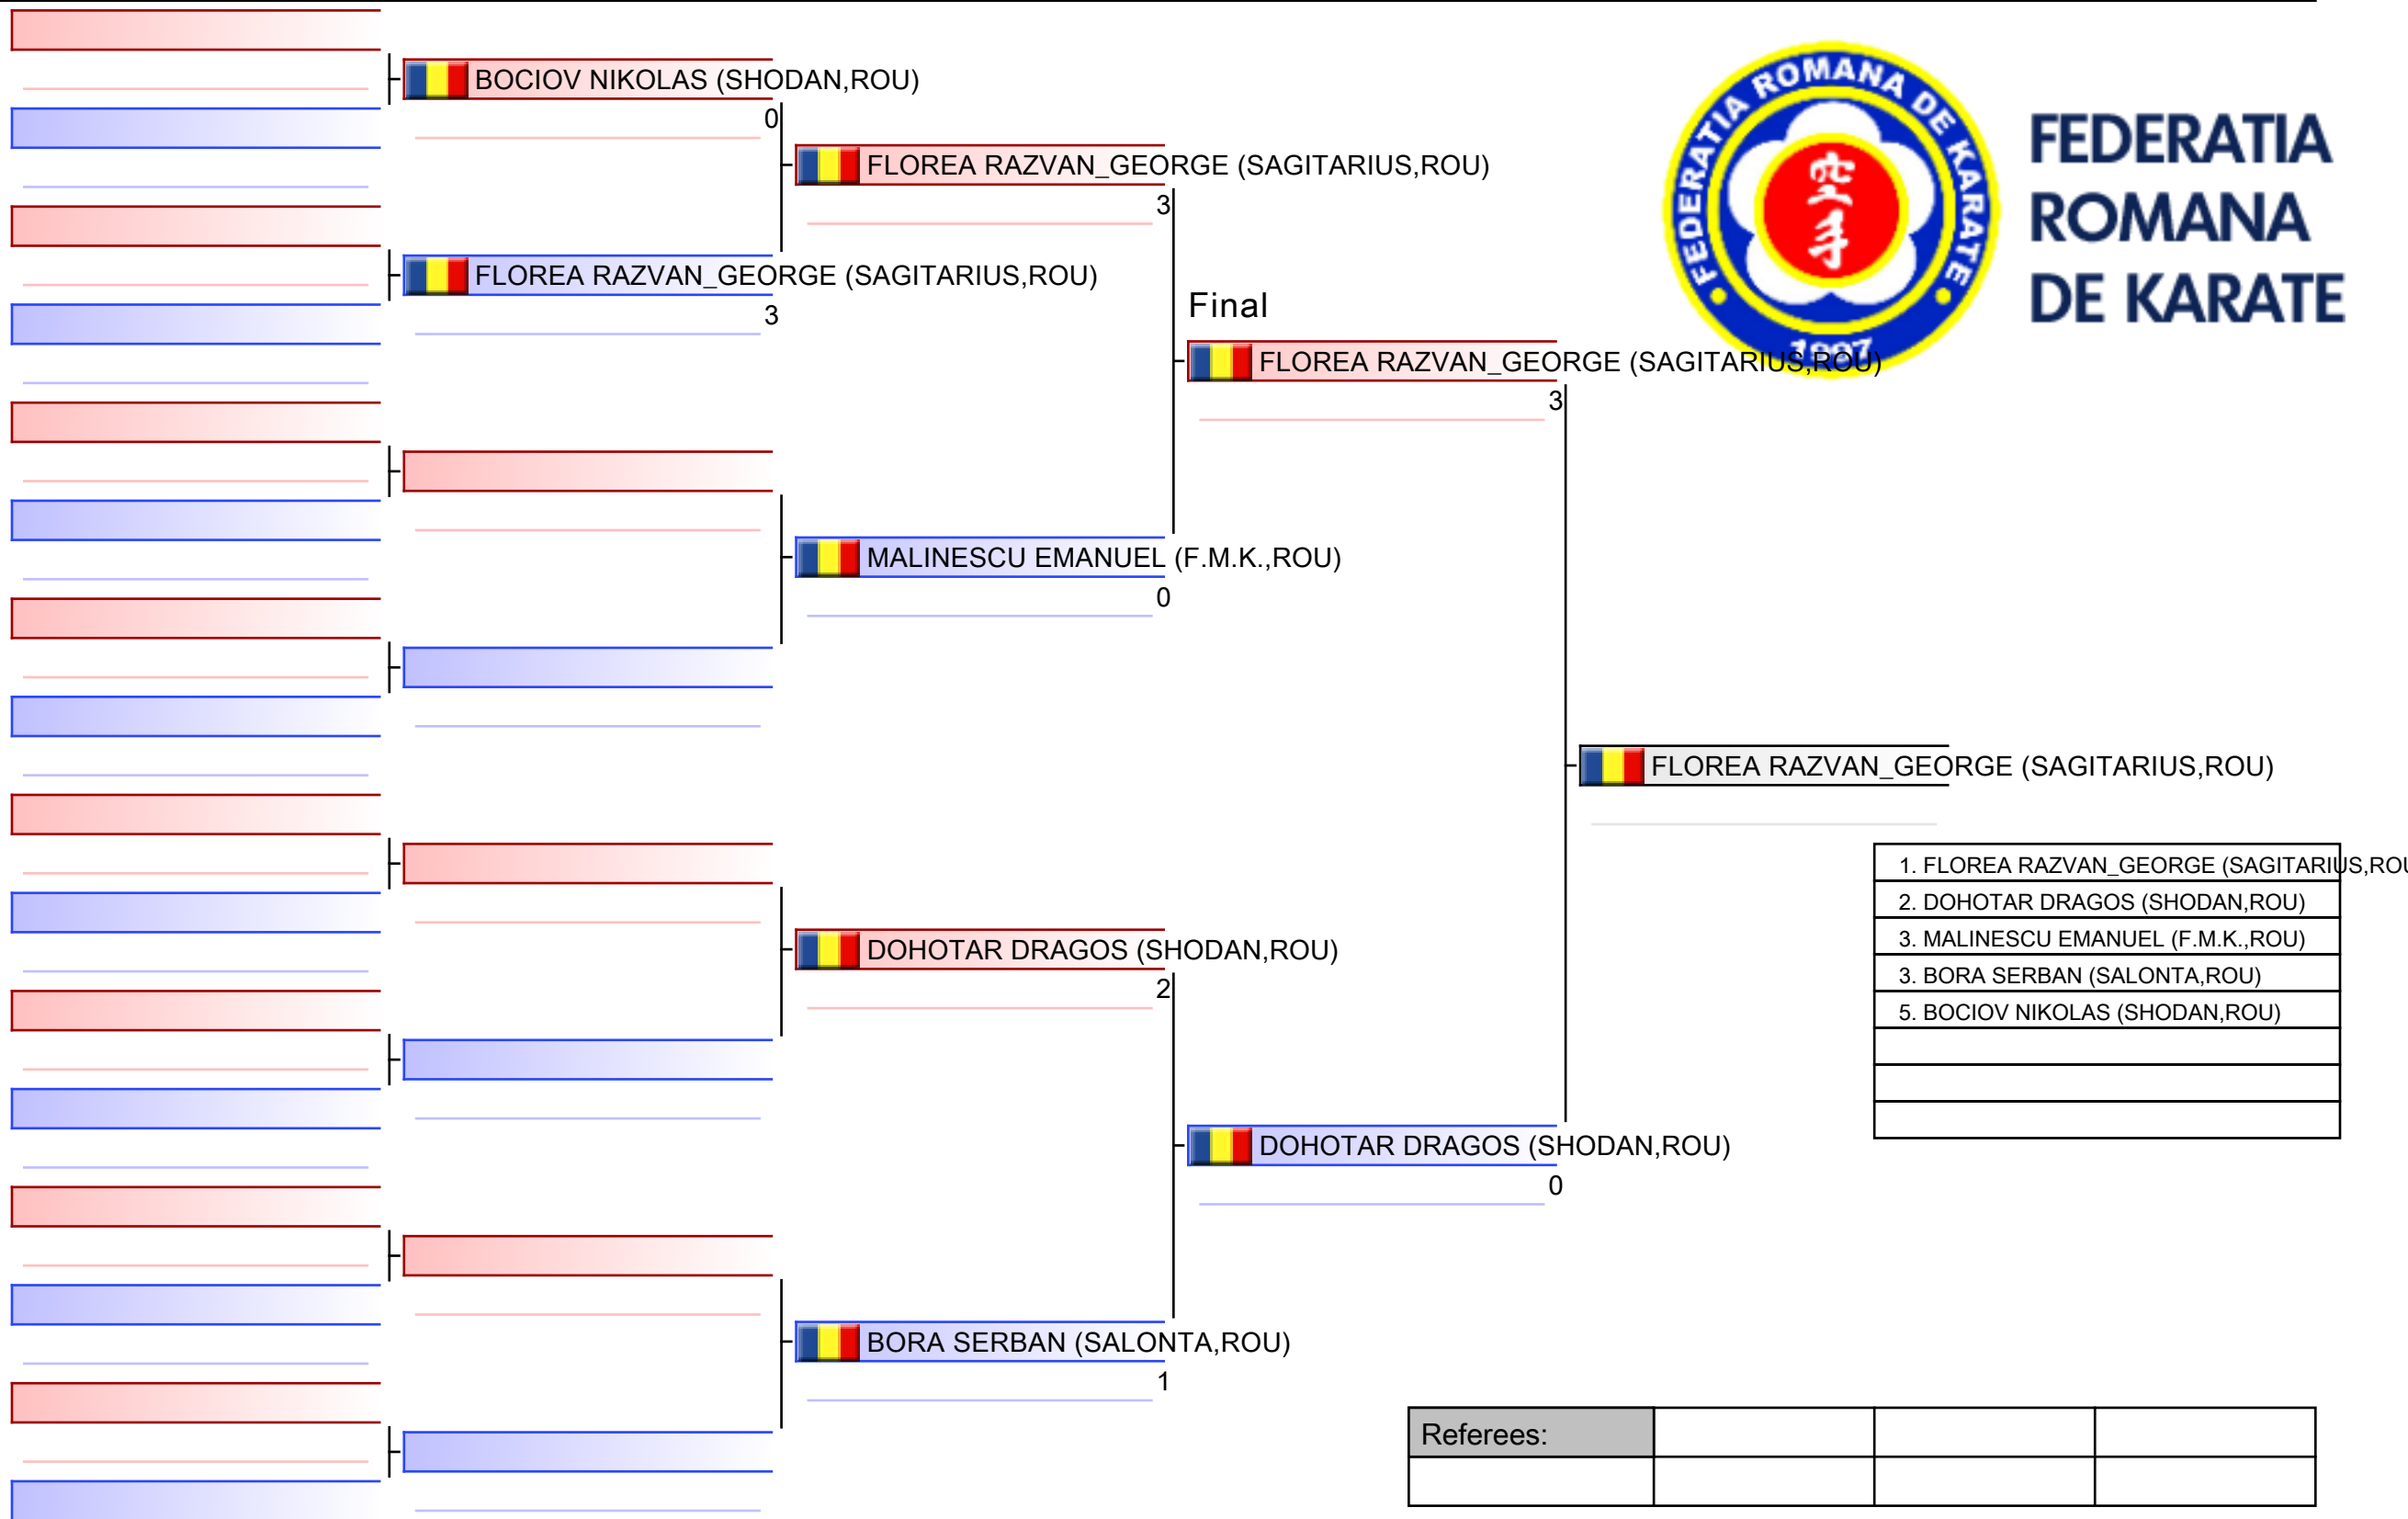 BOCIOV NIKOLAS (SHODAN,ROU)
0
FLOREA RAZVAN_GEORGE (SAGITARIUS,ROU)
3
FLOREA RAZVAN_GEORGE (SAGITARIUS,ROU)
3
MALINESCU EMANUEL (F.M.K.,ROU)
0
DOHOTAR DRAGOS (SHODAN,ROU)
2
BORA SERBAN (SALONTA,ROU)
1
Final
FLOREA RAZVAN_GEORGE (SAGITARIUS,ROU)
3
DOHOTAR DRAGOS (SHODAN,ROU)
0
FLOREA RAZVAN_GEORGE (SAGITARIUS,ROU)
FEDERATIA ROMANA DE KARATE
空手
FEDERATIA
ROMANA
DE KARATE
1. FLOREA RAZVAN_GEORGE (SAGITARIUS,ROU
2. DOHOTAR DRAGOS (SHODAN,ROU)
3. MALINESCU EMANUEL (F.M.K.,ROU)
3. BORA SERBAN (SALONTA,ROU)
5. BOCIOV NIKOLAS (SHODAN,ROU)
Referees: